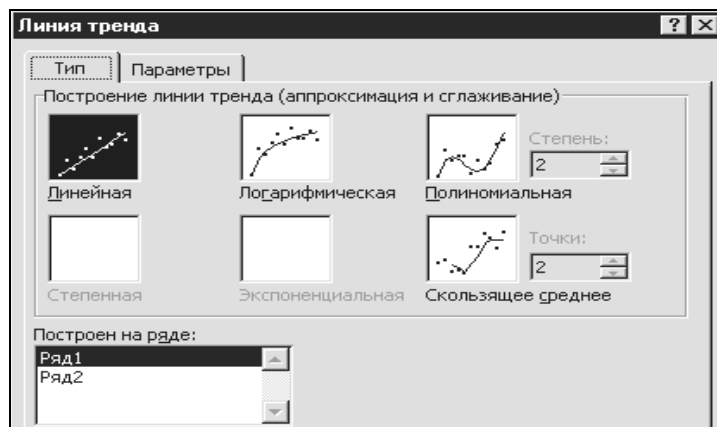 Линия тренда
Тип Параметры
Построение линии тренда (аппроксимация и сглаживание)
Степень:
2
Линейная Логарифмическая Полиномиальная
Точки:
2
Степенная Экспоненциальная Скользящее среднее
Построен на ряде:
Ряд1
Ряд2